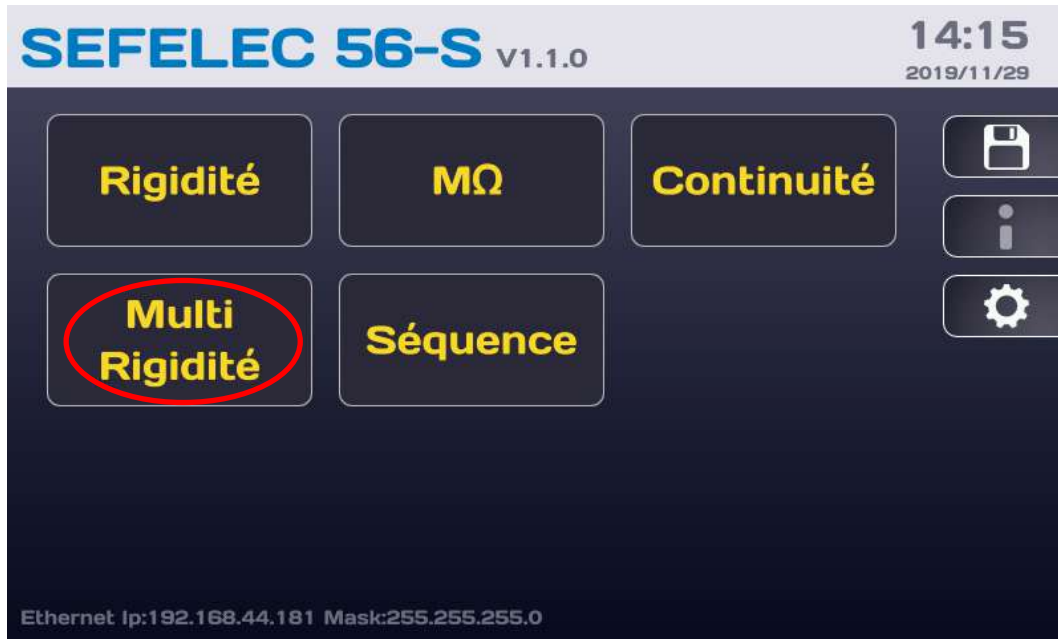 SEFELEC 56-S V1.1.0
14:15
2019/11/29
Rigidité
MΩ
Continuité
Multi
Rigidité
Séquence
Ethernet Ip:192.168.44.181 Mask:255.255.255.0